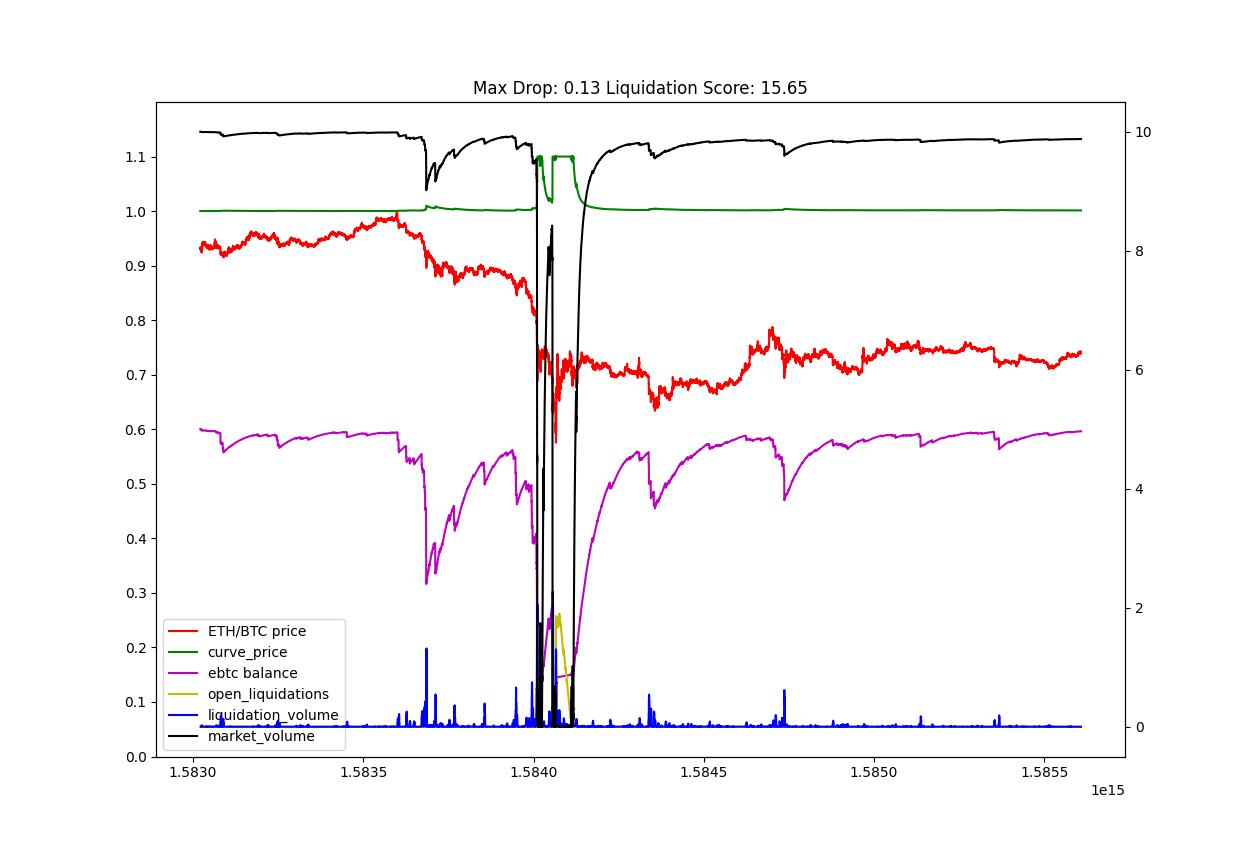 Max Drop: 0.13 Liquidation Score: 15.65
1.1
1.0
0.9
0.8
0.7
0.6
0.5
0.4
0.3
0.2
0.1
0.0
10
8
6
4
2
0
ETH/BTC price
curve_price
ebtc balance
open_liquidations
liquidation_volume
market_volume
1.5830 1.5835 1.5840 1.5845 1.5850 1.5855
1e15